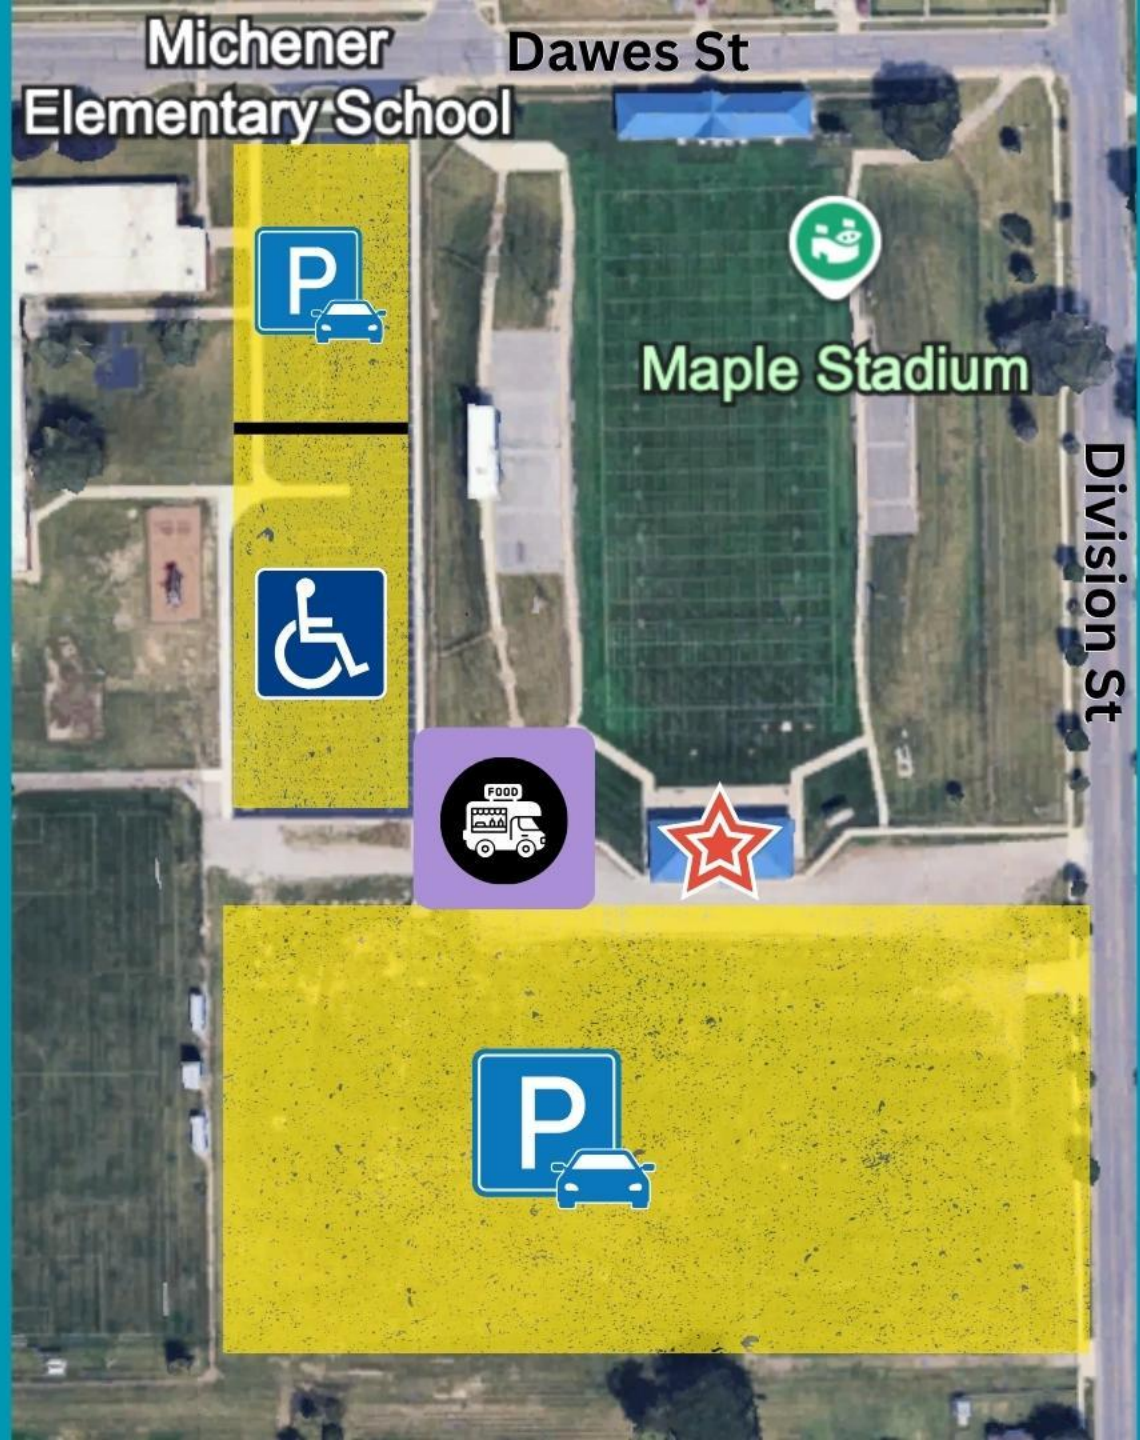 Michener
Elementary School
Dawes St
P
Maple Stadium
Division St
FOOD
P